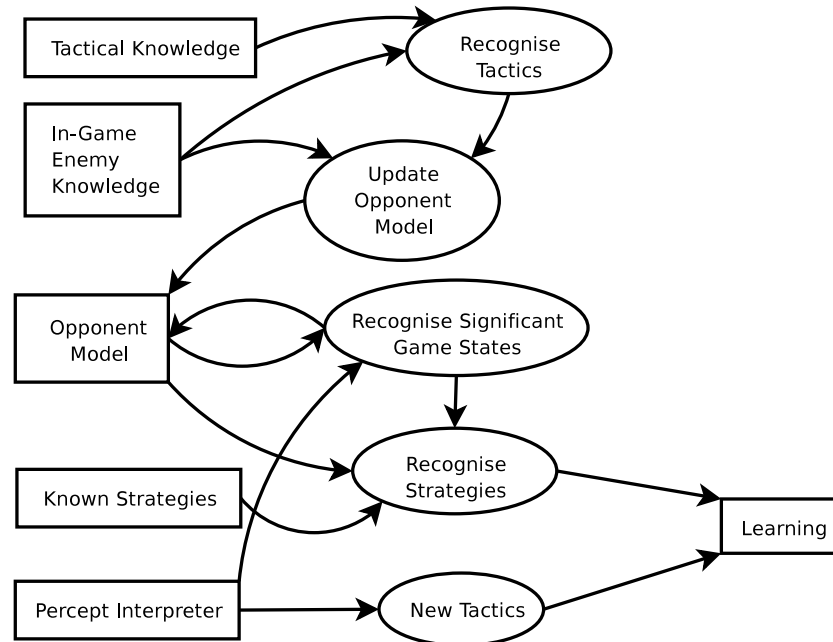 Tactical Knowledge
Recognise
Tactics
In-Game
Enemy
Knowledge
Update
Opponent
Model
Opponent
Model
Recognise Significant
Game States
Recognise
Strategies
Known Strategies
Learning
Percept Interpreter
New Tactics